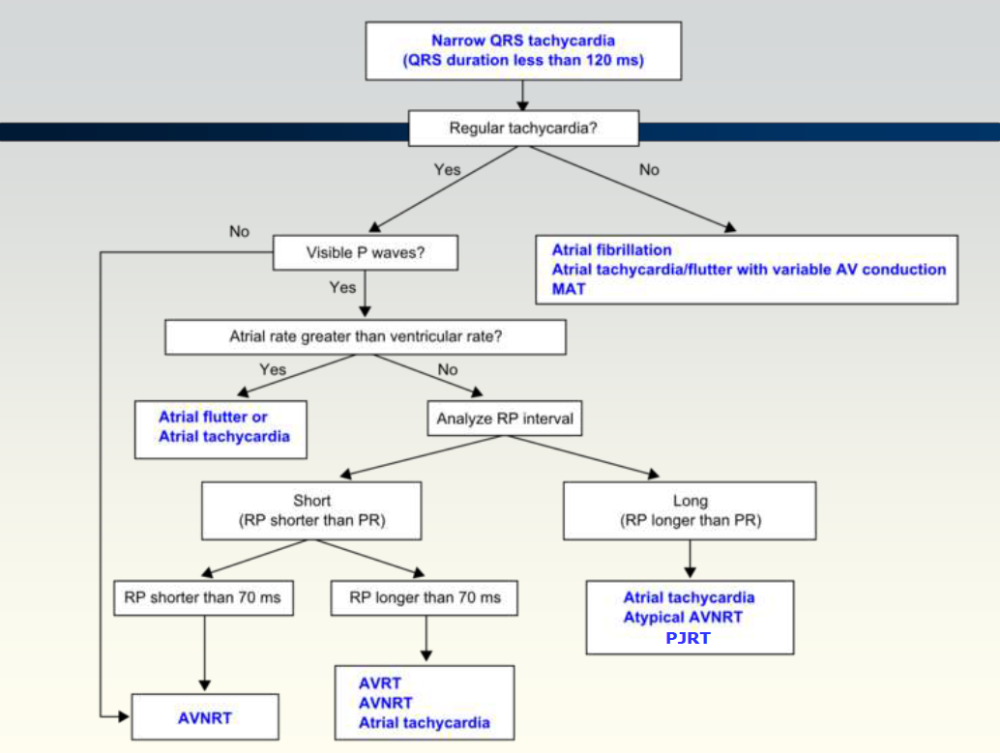 Narrow QRS tachycardia
(QRS duration less than 120 ms)
Regular tachycardia?
Yes
No
No
Visible P waves?
Atrial fibrillation
Atrial tachycardia/flutter with variable AV conduction
MAT
Yes
Atrial rate greater than ventricular rate?
Yes
No
Atrial flutter or
Atrial tachycardia
Analyze RP interval
Short
(RP shorter than PR)
Long
(RP longer than PR)
RP shorter than 70 ms
RP longer than 70 ms
Atrial tachycardia
Atypical AVNRT
PJRT
AVNRT
AVRT
AVNRT
Atrial tachycardia